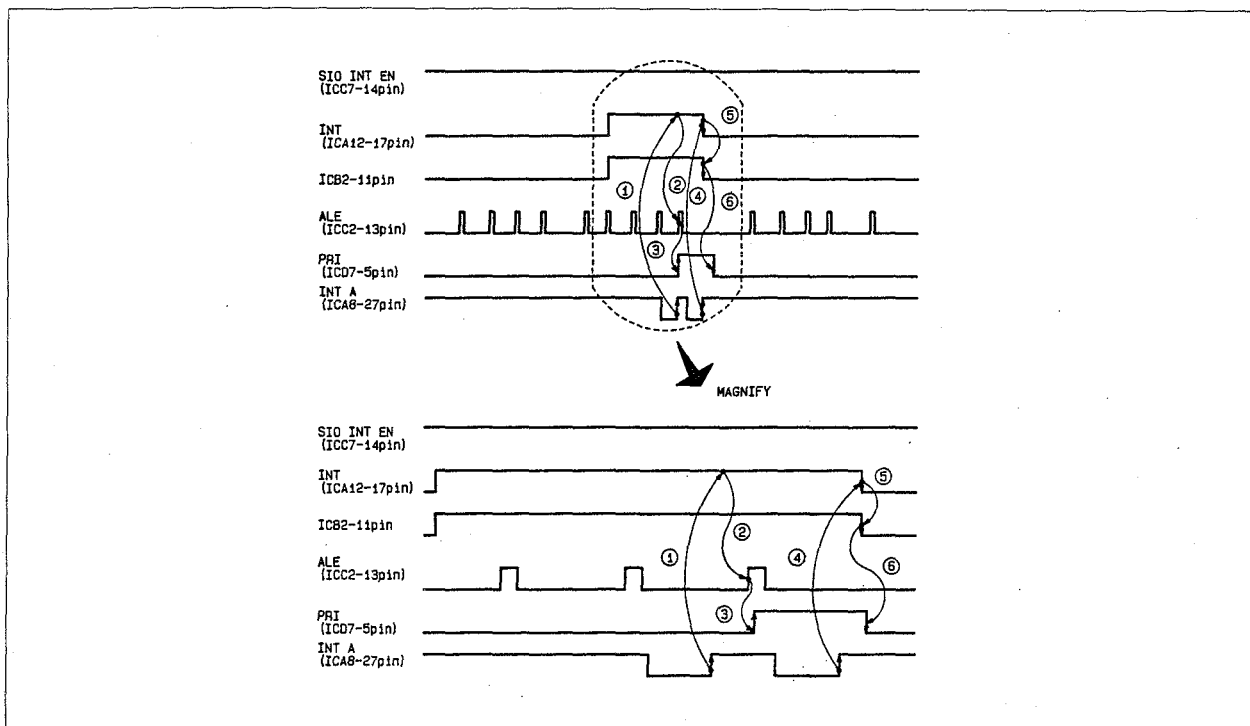 SIO INT EN
(ICC7-14pin)
INT
(ICA12-17pin)
ICB2-11pin
ALE
(ICC2-13pin)
PRI
(ICD7-5pin)
INT A
(ICA8-27pin)
① ② ③ ④ ⑤ ⑥
MAGNIFY
SIO INT EN
(ICC7-14pin)
INT
(ICA12-17pin)
ICB2-11pin
ALE
(ICC2-13pin)
PRI
(ICD7-5pin)
INT A
(ICA8-27pin)
① ② ③ ④ ⑤ ⑥